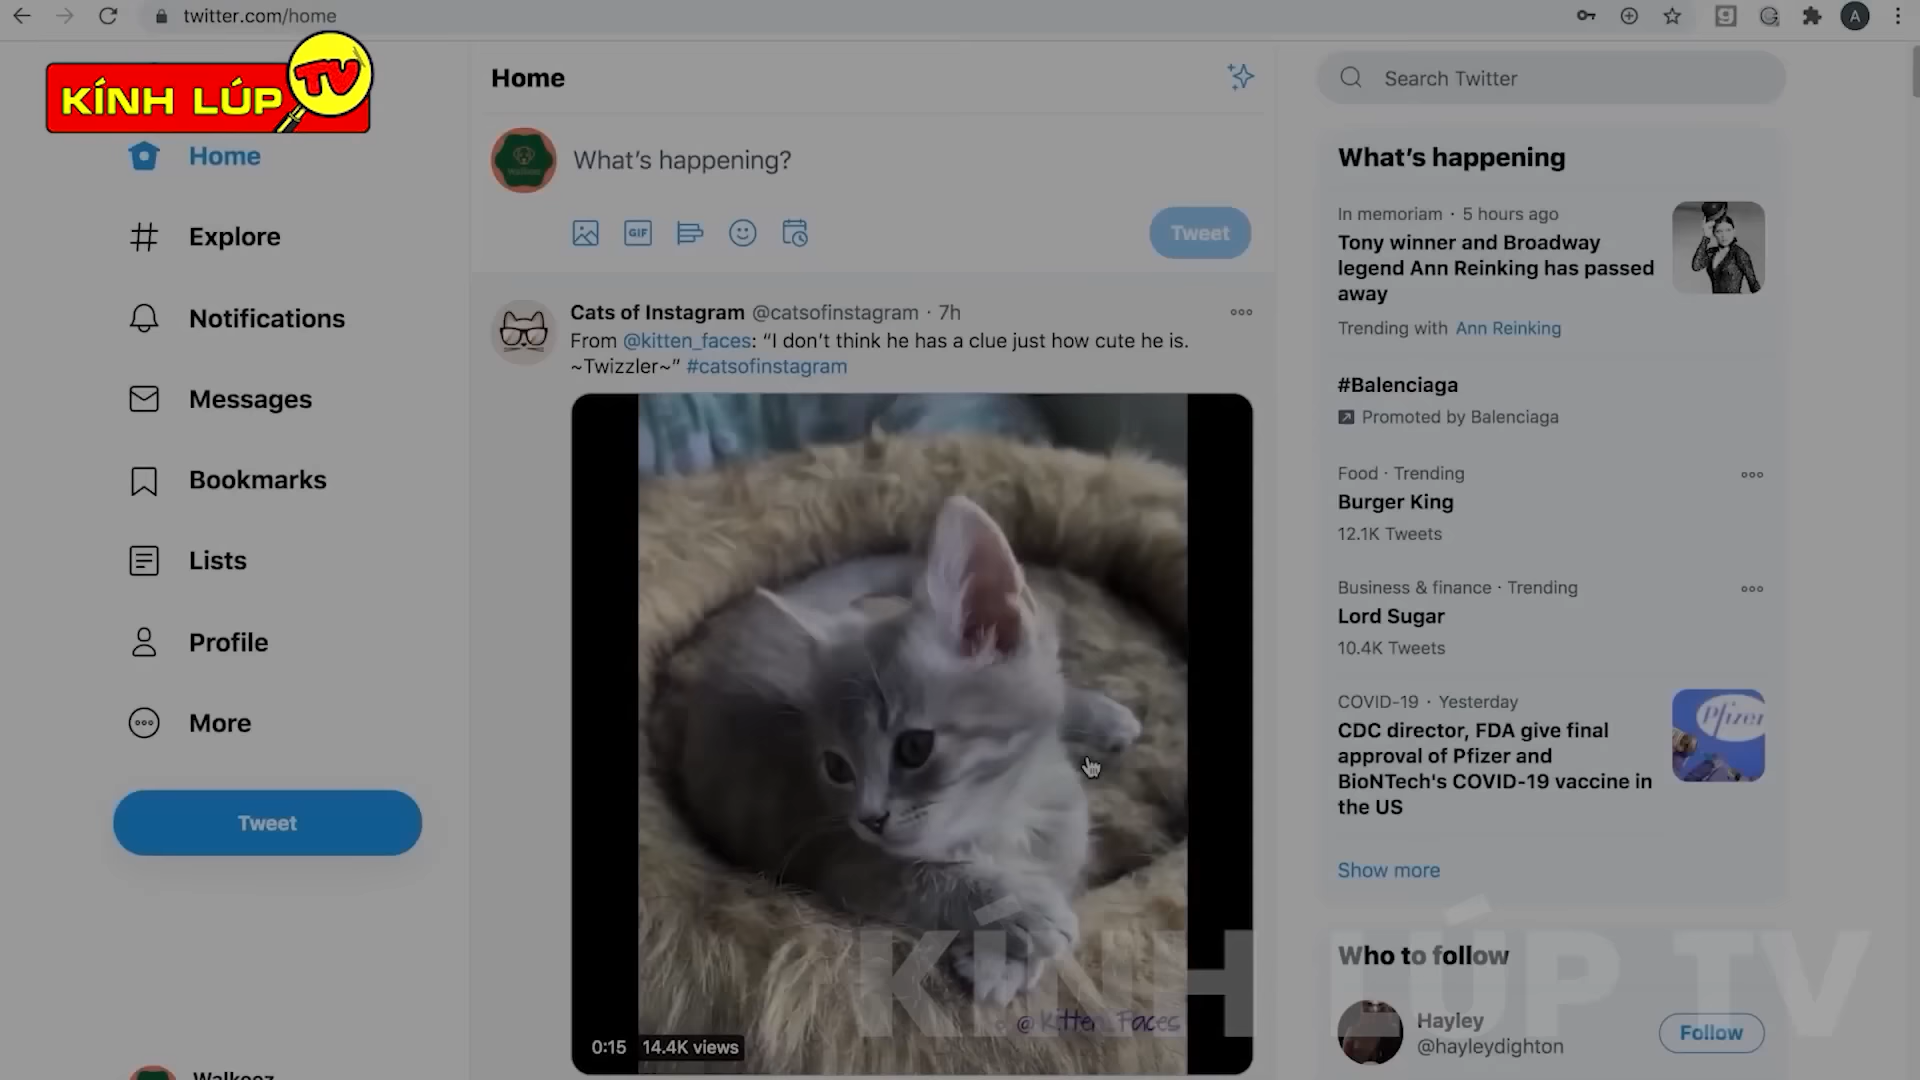 twitter.com/home
A
KÍNH LÚP TV
Home
Explore
Notifications
Messages
Bookmarks
Lists
Profile
More
Tweet
Walkeez
Home
What's happening?
GIF
Tweet
Cats of Instagram @catsofinstagram · 7h
From @kitten_faces: “I don't think he has a clue just how cute he is.
~Twizzler~” #catsofinstagram
@Kitten_Faces
0:15 14.4K views
Search Twitter
What's happening
In memoriam · 5 hours ago
Tony winner and Broadway
legend Ann Reinking has passed
away
Trending with Ann Reinking
#Balenciaga
Promoted by Balenciaga
Food · Trending
Burger King
12.1K Tweets
Business & finance · Trending
Lord Sugar
10.4K Tweets
COVID-19 · Yesterday
CDC director, FDA give final
approval of Pfizer and
BioNTech's COVID-19 vaccine in
the US
Pfizer
Show more
Who to follow
Hayley
@hayleydighton
Follow
KÍNH LÚP TV